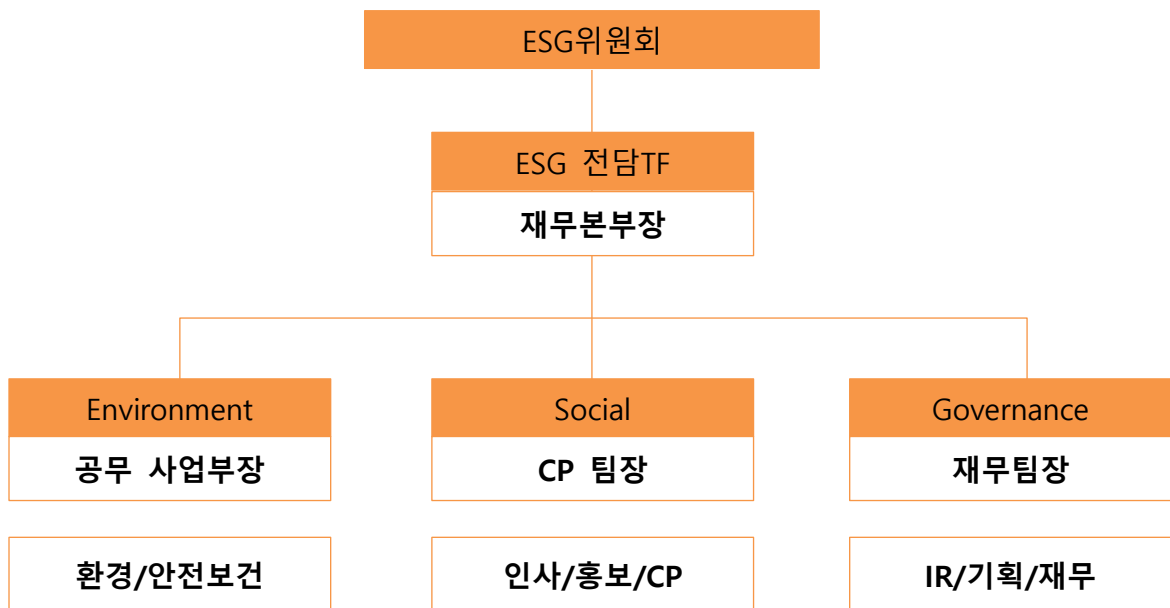 ESG위원회
ESG 전담TF
재무본부장
Environment
공무 사업부장
환경/안전보건
Social
CP 팀장
인사/홍보/CP
Governance
재무팀장
IR/기획/재무